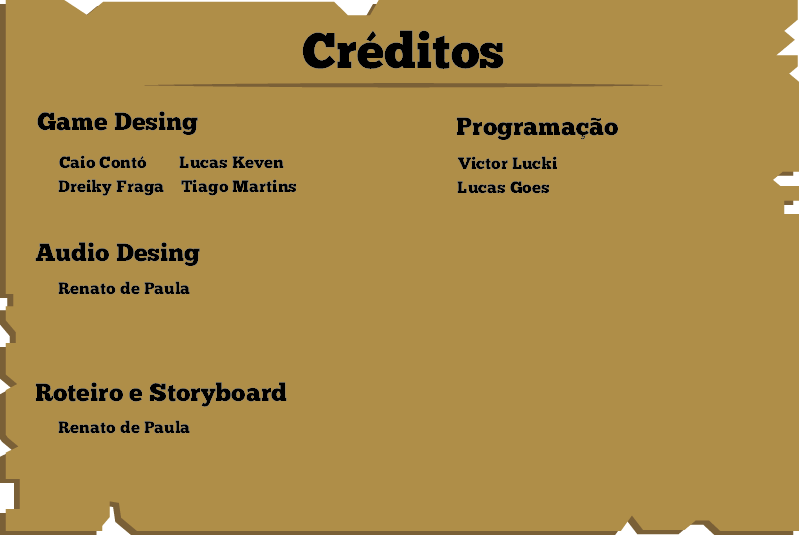 Créditos
Game Desing
Caio Contó Lucas Keven
Dreiky Fraga Tiago Martins
Programação
Victor Lucki
Lucas Goes
Audio Desing
Renato de Paula
Roteiro e Storyboard
Renato de Paula